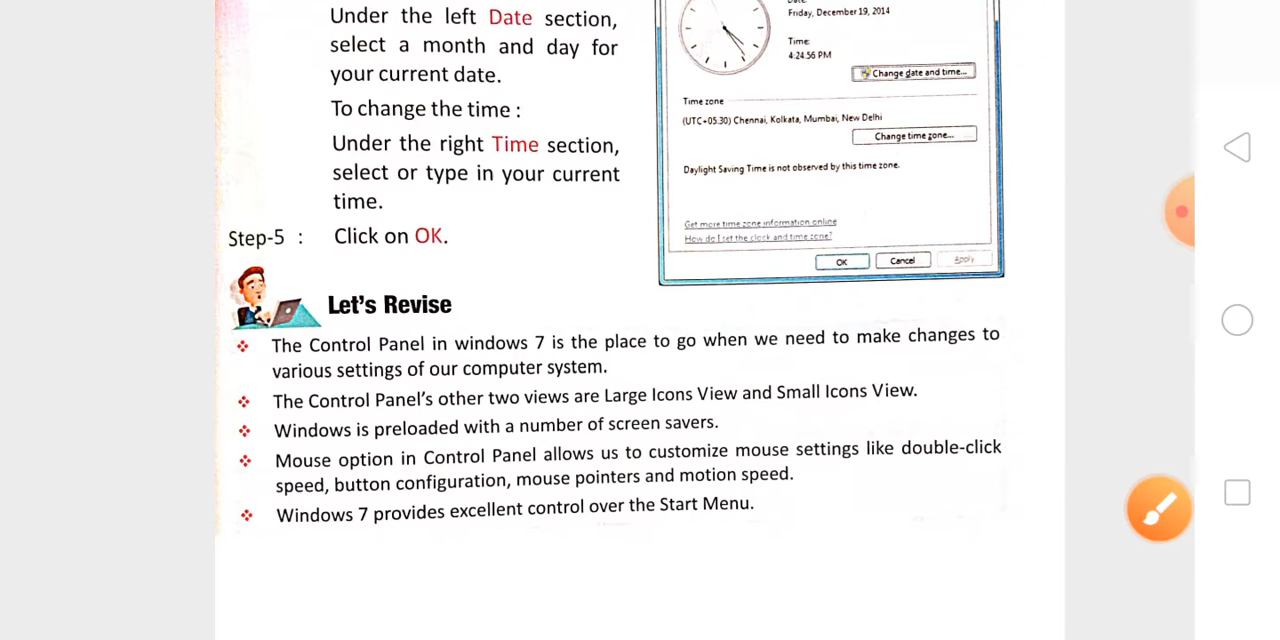 Under the left Date section,
select a month and day for
your current date.
To change the time :
Under the right Time section,
select or type in your current
time.
Step-5 : Click on OK.
Friday, December 19, 2014
Time:
4:24:56 PM
Change date and time...
Time zone
(UTC+05:30) Chennai, Kolkata, Mumbai, New Delhi
Change time zone...
Daylight Saving Time is not observed by this time zone.
Get more time zone information online
How do I set the clock and time zone?
OK Cancel Apply
Let's Revise
The Control Panel in windows 7 is the place to go when we need to make changes to
various settings of our computer system.
The Control Panel's other two views are Large Icons View and Small Icons View.
Windows is preloaded with a number of screen savers.
Mouse option in Control Panel allows us to customize mouse settings like double-click
speed, button configuration, mouse pointers and motion speed.
Windows 7 provides excellent control over the Start Menu.